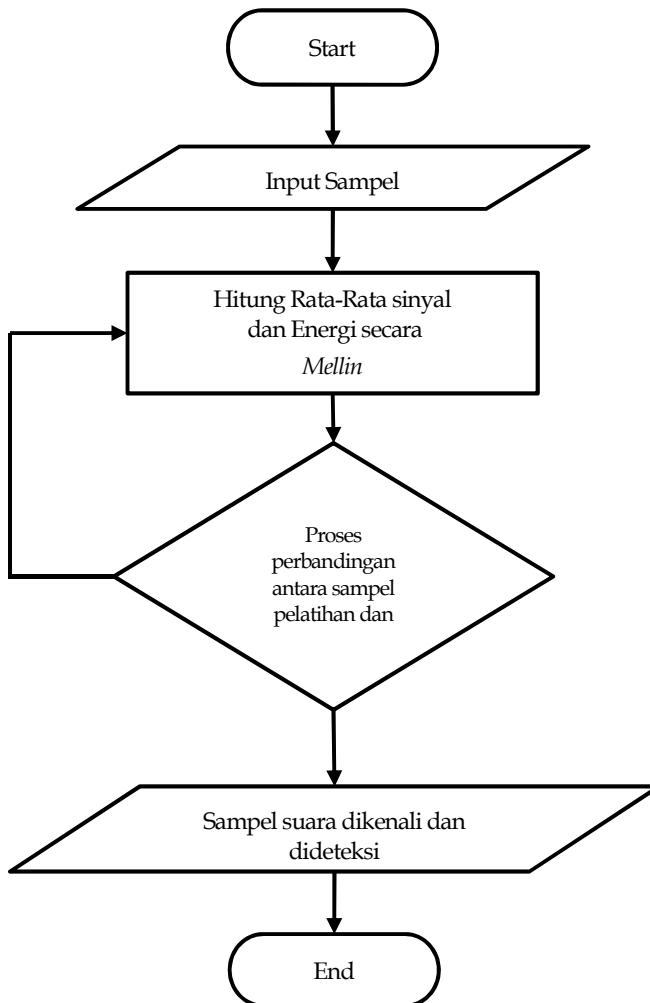 Start
Input Sampel
Hitung Rata-Rata sinyal
dan Energi secara
Mellin
Proses
perbandingan
antara sampel
pelatihan dan
Sampel suara dikenali dan
dideteksi
End